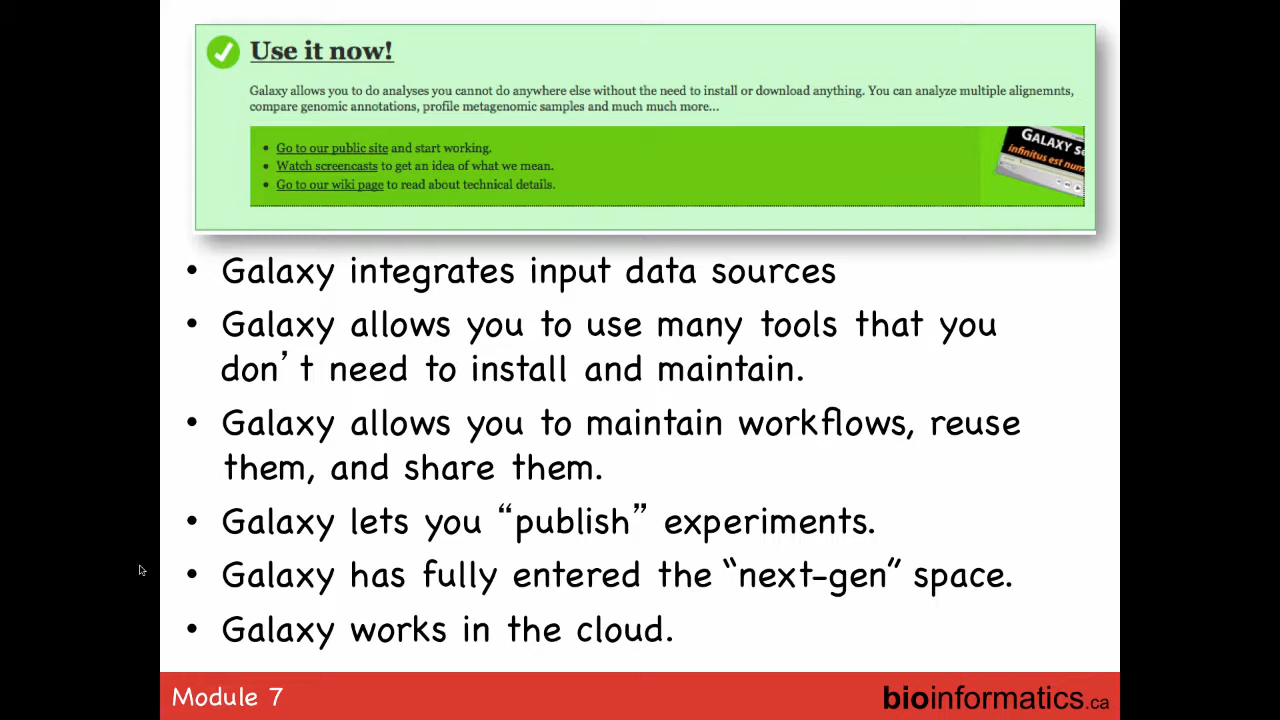 Use it now!
Galaxy allows you to do analyses you cannot do anywhere else without the need to install or download anything. You can analyze multiple alignemnts,
compare genomic annotations, profile metagenomic samples and much much more...
• Go to our public site and start working.
• Watch screencasts to get an idea of what we mean.
• Go to our wiki page to read about technical details.
GALAXY
infinitus est
• Galaxy integrates input data sources
• Galaxy allows you to use many tools that you
don’t need to install and maintain.
• Galaxy allows you to maintain workflows, reuse
them, and share them.
• Galaxy lets you “publish” experiments.
• Galaxy has fully entered the “next-gen” space.
• Galaxy works in the cloud.
Module 7
bioinformatics.ca